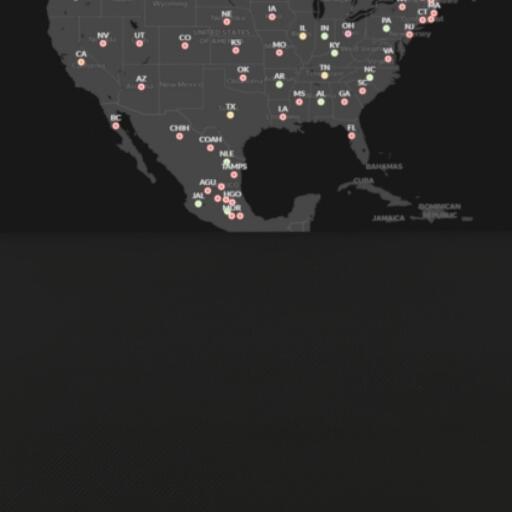 Wyoming
IA
MA
NE
CT
NV
UT
CO
KS
UNITED STATES
OF AMERICA
MO
IL
IN
OH
PA
NJ
KY
VA
CA
AZ
New Mexico
OK
AR
TN
NC
SC
MS
AL
GA
TX
LA
BC
CHIH
FL
COAH
NLE
TAMPS
BAHAMAS
AGU
CUBA
JAL
HGO
MOR
DOMINICAN
REPUBLIC
JAMAICA